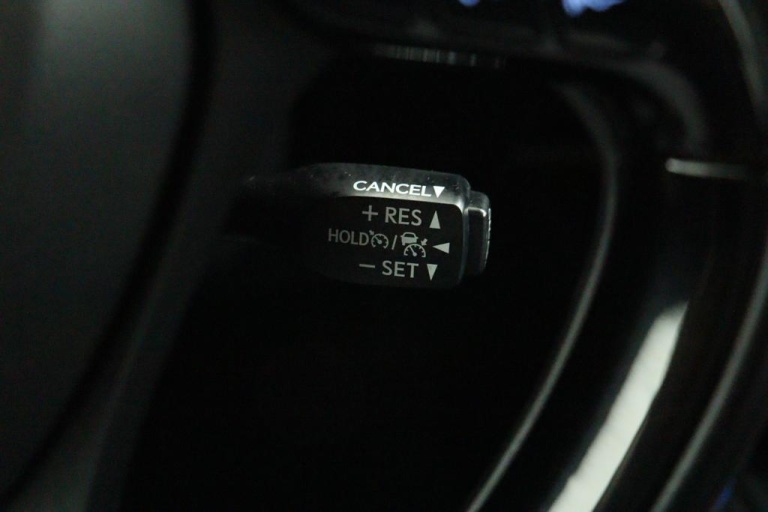 CANCEL▼
+ RES ▲
HOLD / ◄
− SET ▼